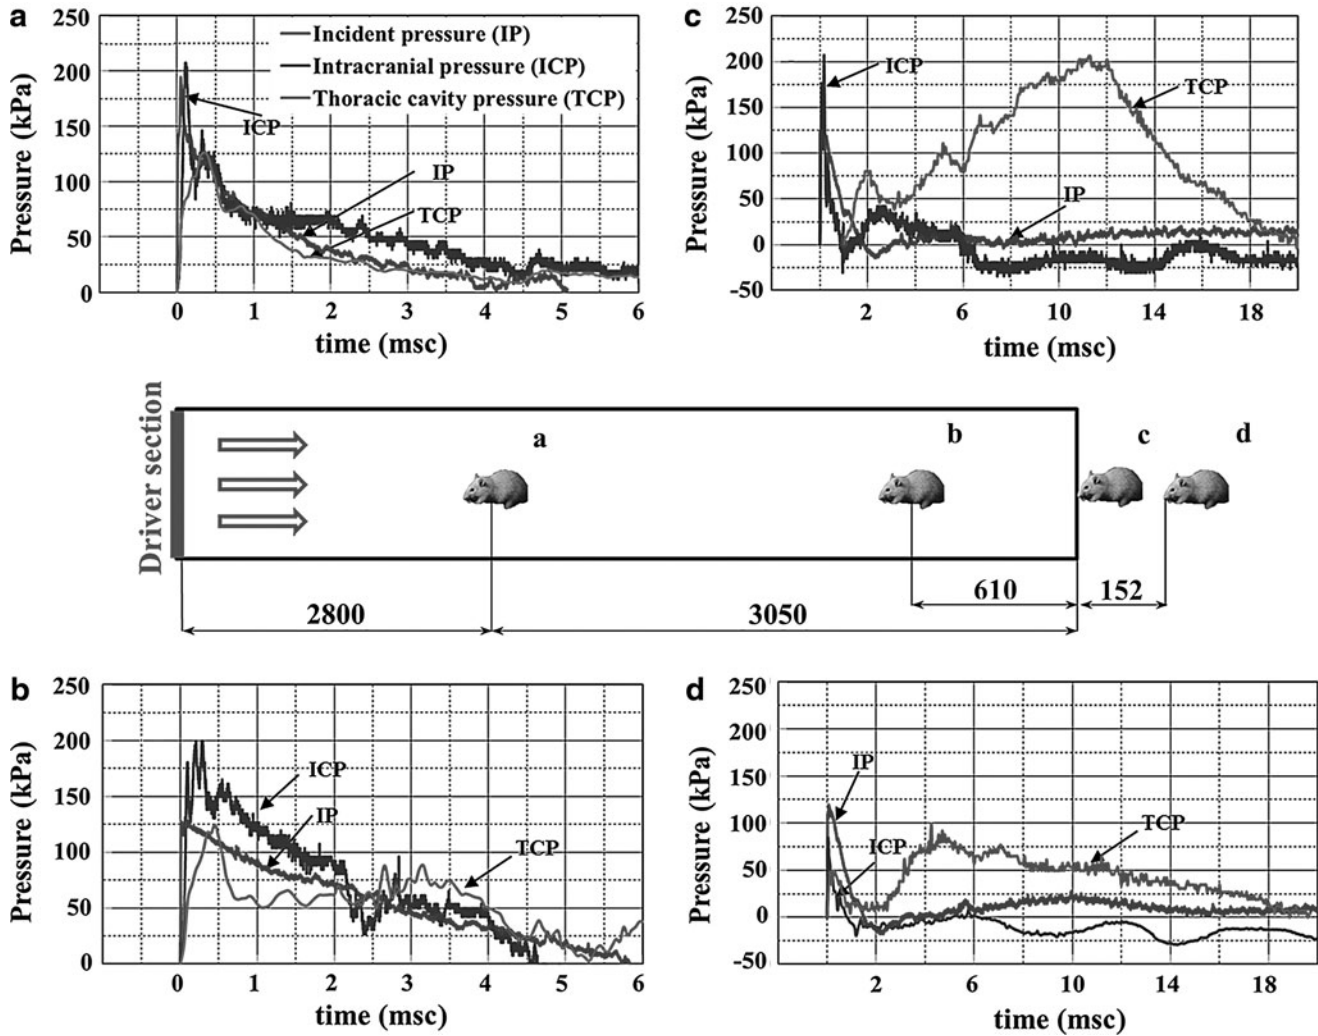 a
Pressure (kPa)
250
200
150
100
50
0
Incident pressure (IP)
Intracranial pressure (ICP)
Thoracic cavity pressure (TCP)
ICP
IP
TCP
0 1 2 3 4 5 6
time (msc)
c
Pressure (kPa)
250
200
150
100
50
0
-50
ICP
TCP
IP
2 6 10 14 18
time (msc)
Driver section
a
b
c
d
2800
3050
610
152
b
Pressure (kPa)
250
200
150
100
50
0
ICP
IP
TCP
0 1 2 3 4 5 6
time (msc)
d
Pressure (kPa)
250
200
150
100
50
0
-50
IP
ICP
TCP
2 6 10 14 18
time (msc)